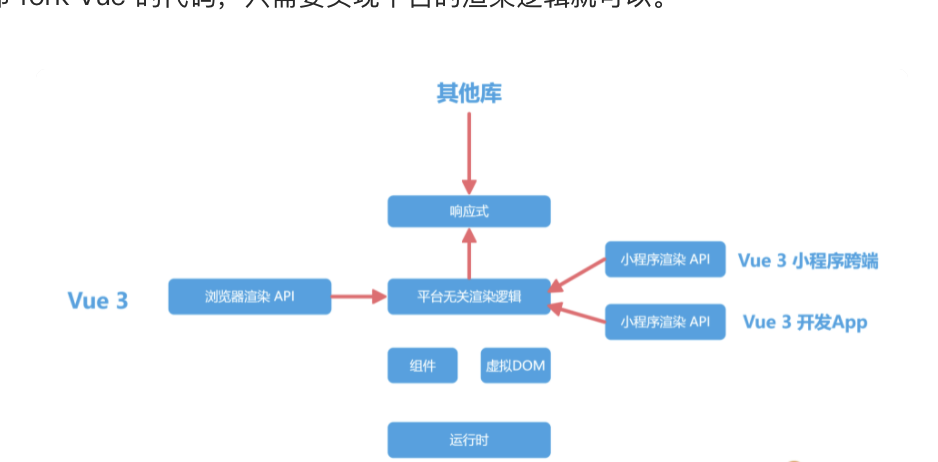 fork Vue 的代码，只需要实现平台的渲染逻辑就可以。
其他库
响应式
小程序渲染 API
Vue 3 小程序跨端
Vue 3
浏览器渲染 API
平台无关渲染逻辑
小程序渲染 API
Vue 3 开发App
组件
虚拟DOM
运行时